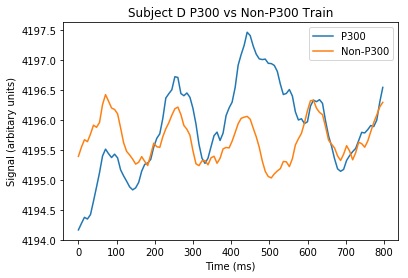 Subject D P300 vs Non-P300 Train
P300
Non-P300
Signal (arbitary units)
4197.5
4197.0
4196.5
4196.0
4195.5
4195.0
4194.5
4194.0
0 100 200 300 400 500 600 700 800
Time (ms)